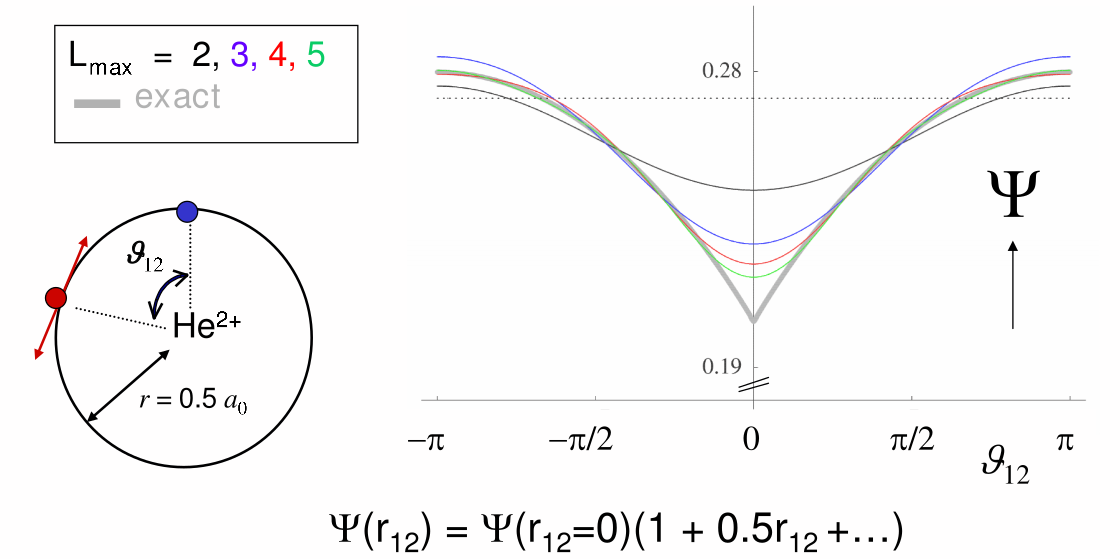 Lmax = 2, 3, 4, 5
exact
ϑ12
He2+
r = 0.5 a0
0.28
0.19
Ψ
−π −π/2 0 π/2 π
ϑ12
Ψ(r12) = Ψ(r12=0)(1 + 0.5r12 +…)